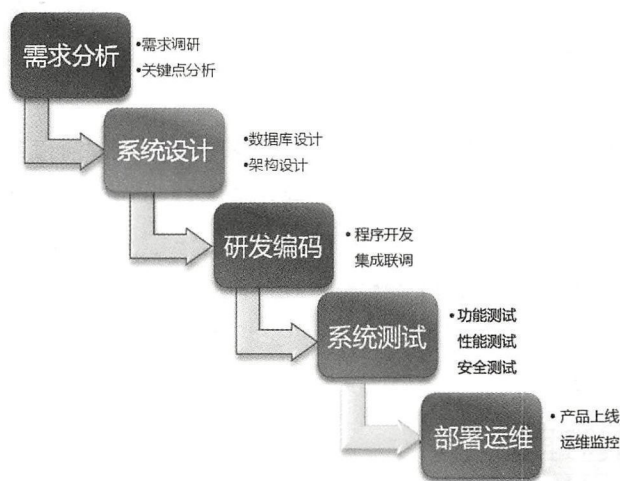 需求分析
•需求调研
•关键点分析
系统设计
•数据库设计
•架构设计
研发编码
•程序开发
集成联调
系统测试
•功能测试
性能测试
安全测试
部署运维
•产品上线
运维监控